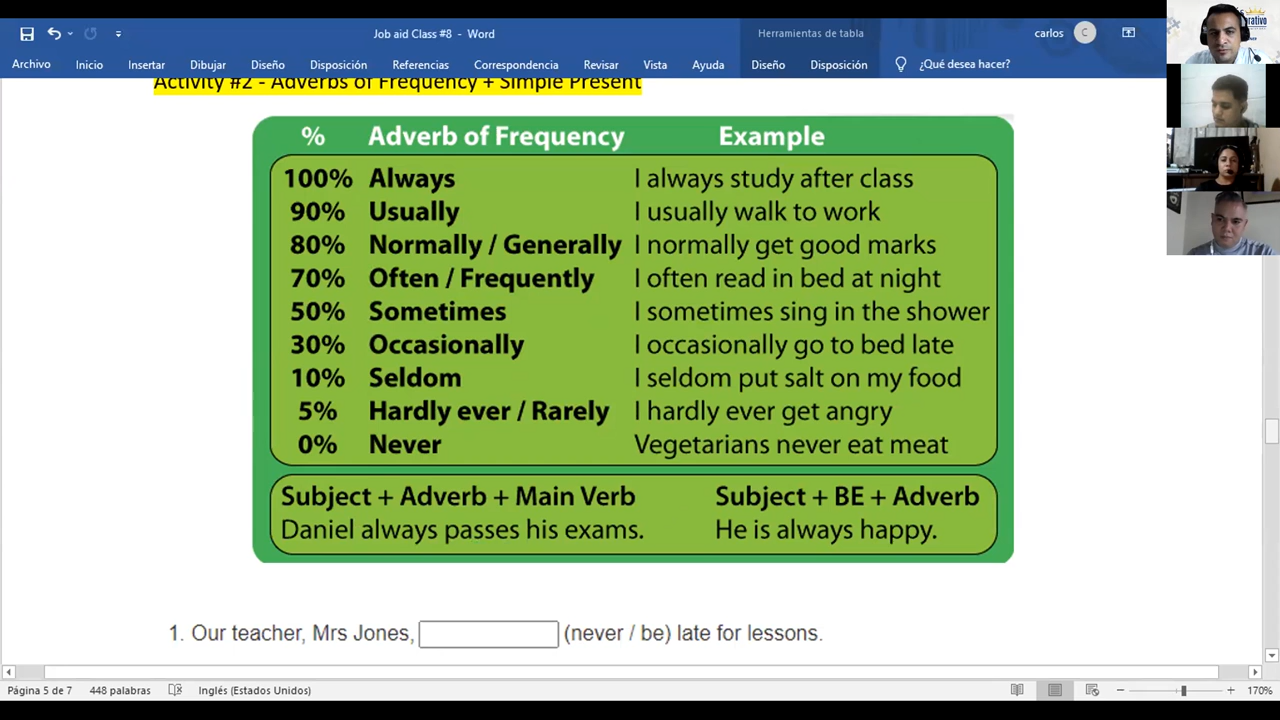 Job aid Class #8 - Word
Herramientas de tabla
carlos
C
Archivo Inicio Insertar Dibujar Diseño Disposición Referencias Correspondencia Revisar Vista Ayuda Diseño Disposición ¿Qué desea hacer?
Activity #2 - Adverbs of Frequency + Simple Present
% Adverb of Frequency Example
100% Always I always study after class
90% Usually I usually walk to work
80% Normally / Generally I normally get good marks
70% Often / Frequently I often read in bed at night
50% Sometimes I sometimes sing in the shower
30% Occasionally I occasionally go to bed late
10% Seldom I seldom put salt on my food
5% Hardly ever / Rarely I hardly ever get angry
0% Never Vegetarians never eat meat
Subject + Adverb + Main Verb Subject + BE + Adverb
Daniel always passes his exams. He is always happy.
1. Our teacher, Mrs Jones, (never / be) late for lessons.
Página 5 de 7 448 palabras Inglés (Estados Unidos) 170%